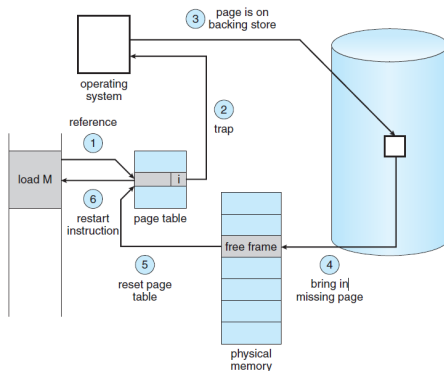 3
page is on
backing store
operating
system
2
trap
reference
1
load M
i
6
page table
restart
instruction
free frame
5
reset page
table
4
bring in
missing page
physical
memory